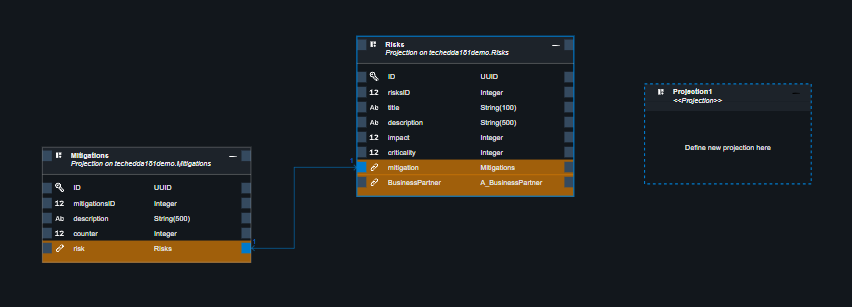 Risks
Projection on techedda151demo.Risks
ID UUID
12 risksID Integer
Ab title String(100)
Ab description String(500)
12 impact Integer
12 criticality Integer
mitigation Mitigations
BusinessPartner A_BusinessPartner
Projection1
<<Projection>>
Define new projection here
Mitigations
Projection on techedda151demo.Mitigations
ID UUID
12 mitigationsID Integer
Ab description String(500)
12 counter Integer
risk Risks
1
1